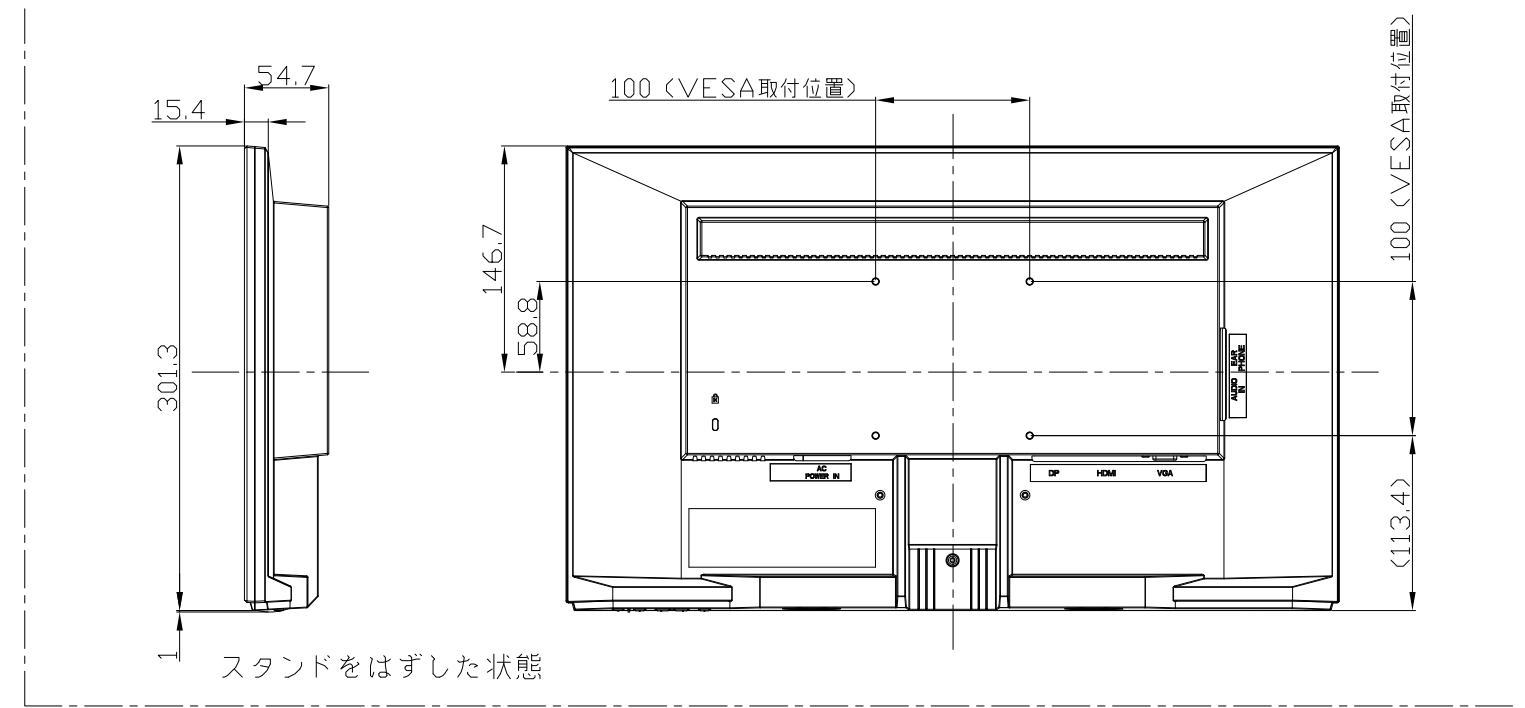 54.7
15.4
301.3
1
スタンドをはずした状態
100 (VESA取付位置)
146.7
58.8
100 (VESA取付位置)
(113.4)
EAR
PHONE
AUDIO
IN
AC
POWER IN
DP HDMI VGA